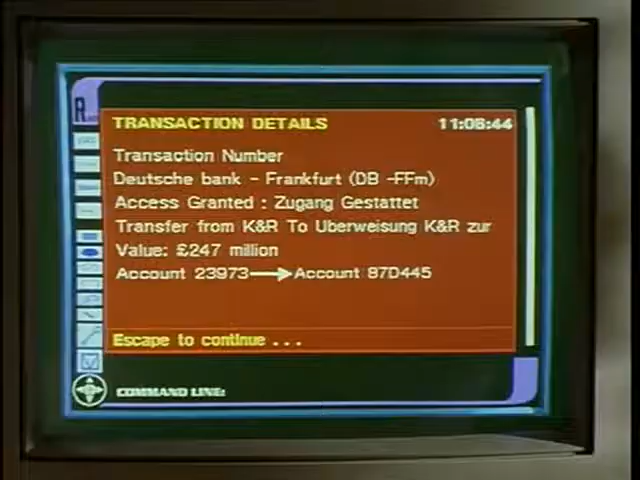 R
TRANSACTION DETAILS 11:08:44
Transaction Number
Deutsche bank - Frankfurt (DB -FFm)
Access Granted : Zugang Gestattet
Transfer from K&R To Uberweisung K&R zur
Value: £247 million
Account 23973 Account 87D445
Escape to continue ...
COMMAND LINE: